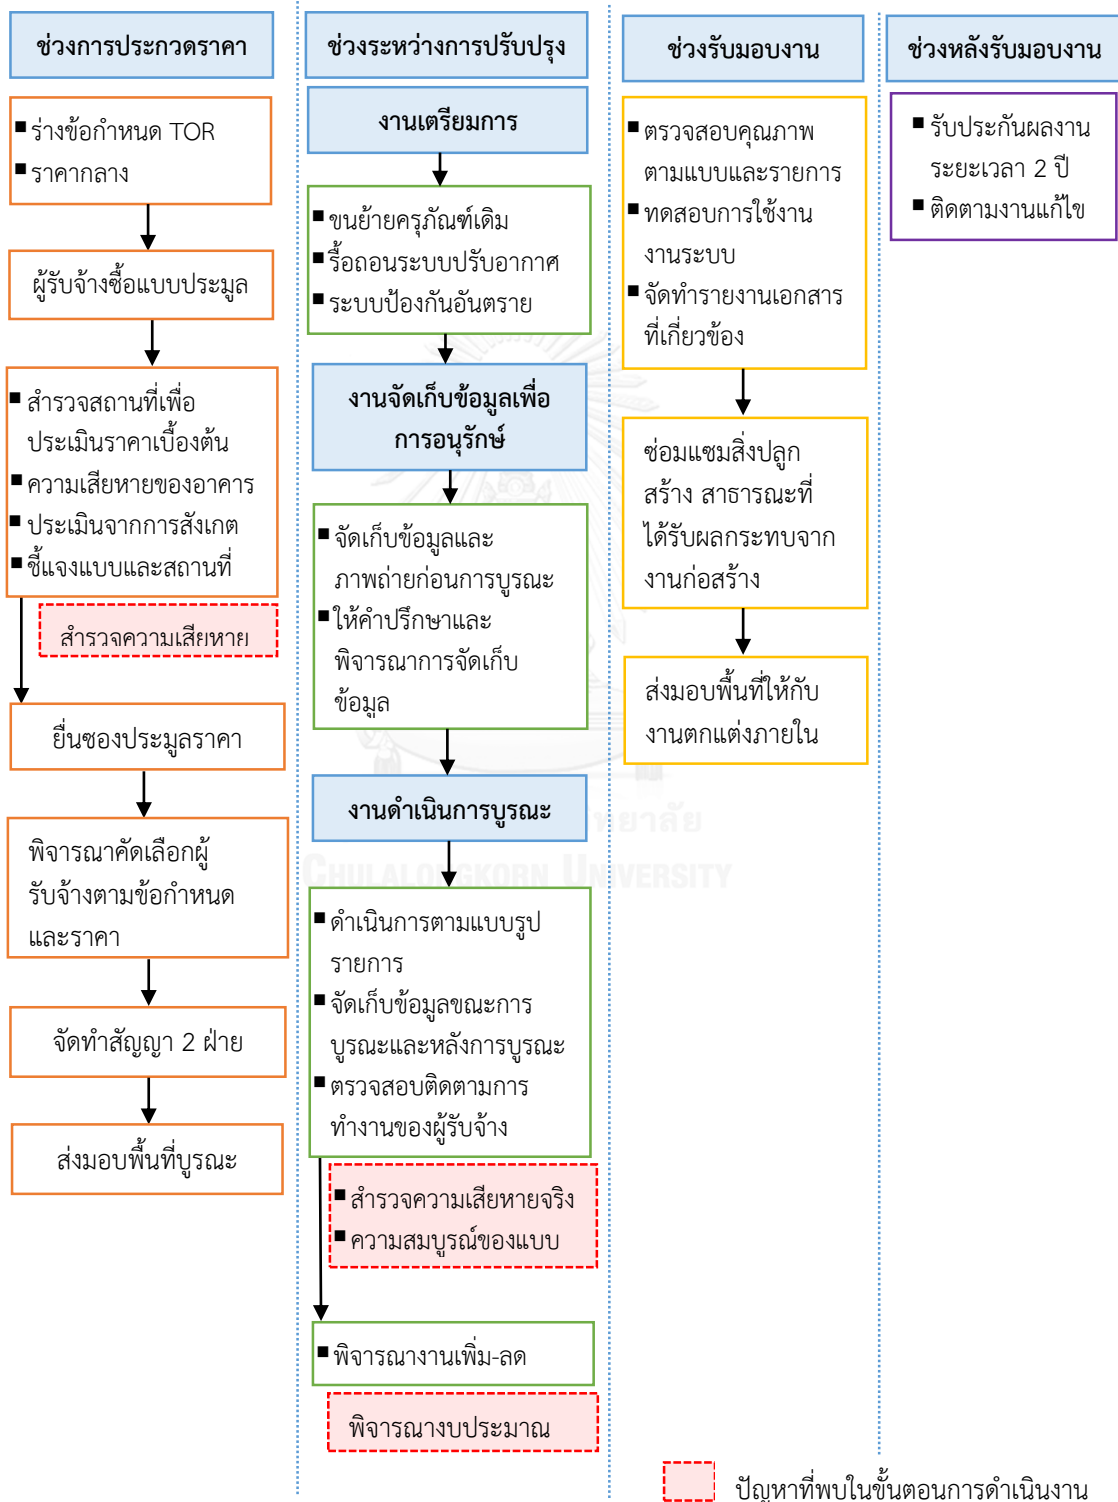 ช่วงการประกวดราคา
■ ร่างข้อกำหนด TOR
■ ราคากลาง
ผู้รับจ้างซื้อแบบประมูล
■ สำรวจสถานที่เพื่อ
ประเมินราคาเบื้องต้น
■ ความเสียหายของอาคาร
■ ประเมินจากการสังเกต
■ ชี้แจงแบบและสถานที่
สำรวจความเสียหาย
ยื่นซองประมูลราคา
พิจารณาคัดเลือกผู้
รับจ้างตามข้อกำหนด
และราคา
จัดทำสัญญา 2 ฝ่าย
ส่งมอบพื้นที่บูรณะ
ช่วงระหว่างการปรับปรุง
งานเตรียมการ
■ ขนย้ายครุภัณฑ์เดิม
■ รื้อถอนระบบปรับอากาศ
■ ระบบป้องกันอันตราย
งานจัดเก็บข้อมูลเพื่อ
การอนุรักษ์
■ จัดเก็บข้อมูลและ
ภาพถ่ายก่อนการบูรณะ
■ ให้คำปรึกษาและ
พิจารณาการจัดเก็บ
ข้อมูล
งานดำเนินการบูรณะ
■ ดำเนินการตามแบบรูป
รายการ
■ จัดเก็บข้อมูลขณะการ
บูรณะและหลังการบูรณะ
■ ตรวจสอบติดตามการ
ทำงานของผู้รับจ้าง
■ สำรวจความเสียหายจริง
■ ความสมบูรณ์ของแบบ
■ พิจารณางานเพิ่ม-ลด
พิจารณางบประมาณ
ช่วงรับมอบงาน
■ ตรวจสอบคุณภาพ
ตามแบบและรายการ
■ ทดสอบการใช้งาน
งานระบบ
■ จัดทำรายงานเอกสาร
ที่เกี่ยวข้อง
ซ่อมแซมสิ่งปลูก
สร้าง สาธารณะที่
ได้รับผลกระทบจาก
งานก่อสร้าง
ส่งมอบพื้นที่ให้กับ
งานตกแต่งภายใน
ช่วงหลังรับมอบงาน
■ รับประกันผลงาน
ระยะเวลา 2 ปี
■ ติดตามงานแก้ไข
ปัญหาที่พบในขั้นตอนการดำเนินงาน
CHULALONGKORN UNIVERSITY